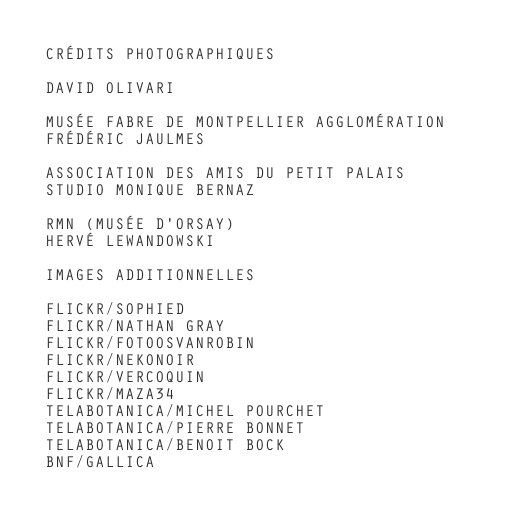 CRÉDITS PHOTOGRAPHIQUES
DAVID OLIVARI
MUSÉE FABRE DE MONTPELLIER AGGLOMÉRATION
FRÉDÉRIC JAULMES
ASSOCIATION DES AMIS DU PETIT PALAIS
STUDIO MONIQUE BERNAZ
RMN (MUSÉE D'ORSAY)
HERVÉ LEWANDOWSKI
IMAGES ADDITIONNELLES
FLICKR/SOPHIED
FLICKR/NATHAN GRAY
FLICKR/FOTOOSVANROBIN
FLICKR/NEKONOIR
FLICKR/VERCOQUIN
FLICKR/MAZA34
TELABOTANICA/MICHEL POURCHET
TELABOTANICA/PIERRE BONNET
TELABOTANICA/BENOIT BOCK
BNF/GALLICA